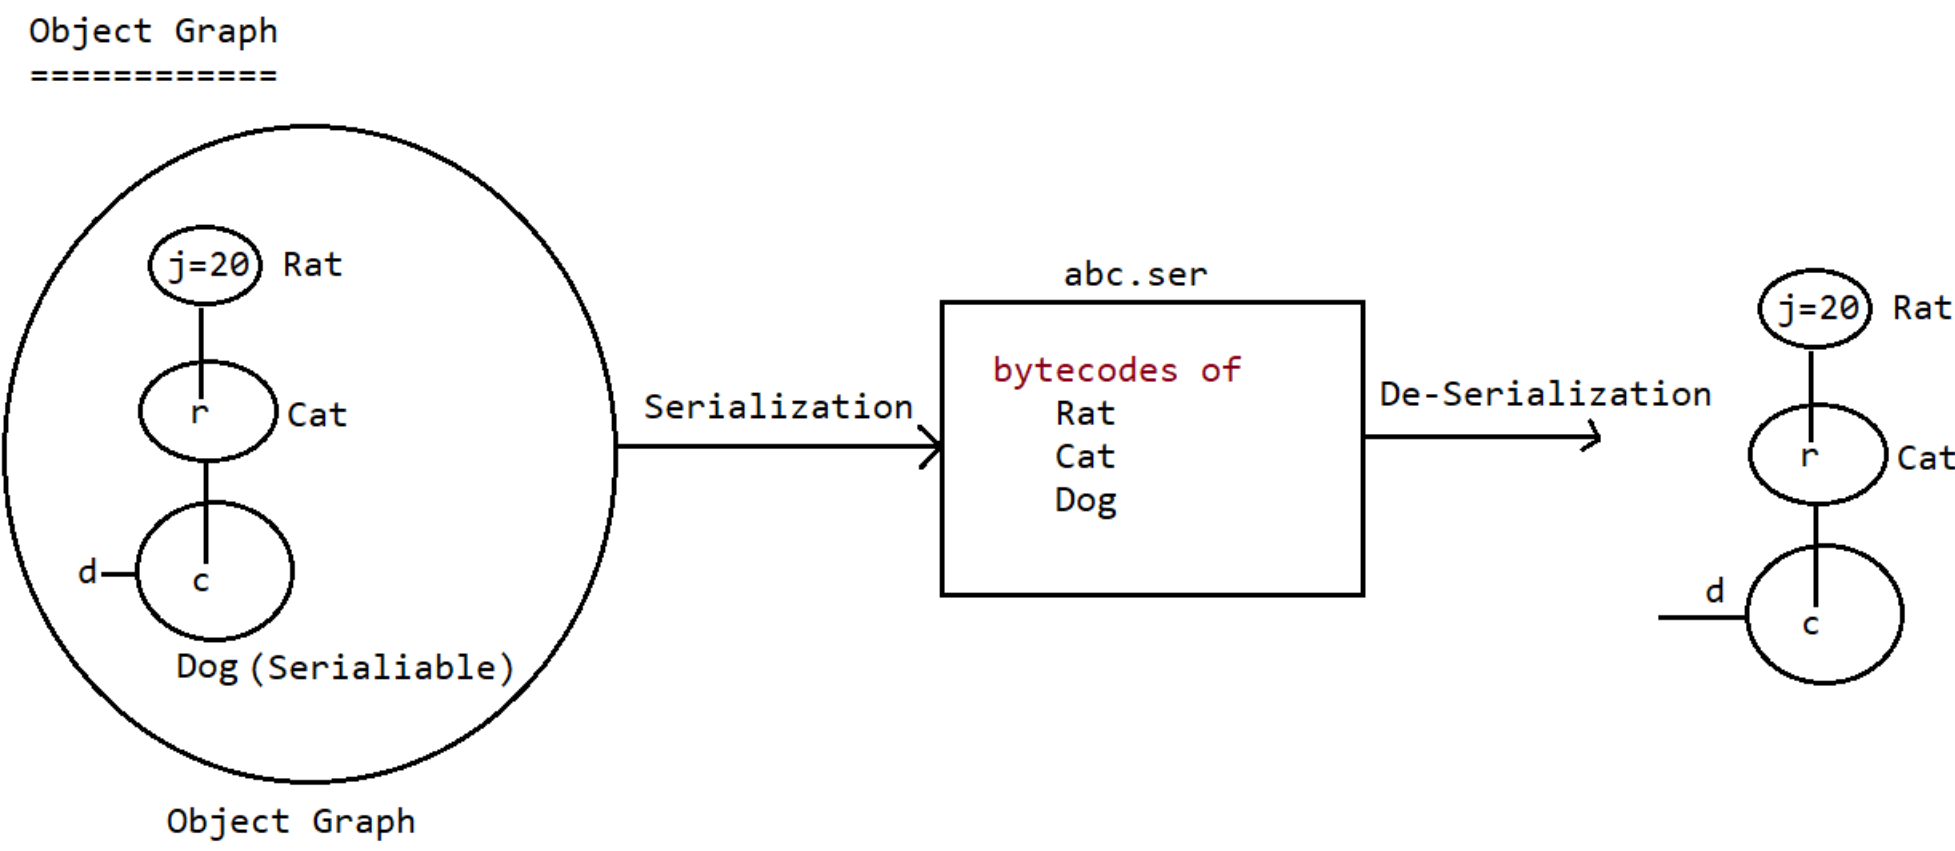 Object Graph
============
j=20 Rat
r Cat
d c
Dog (Serialiable)
Object Graph
Serialization
abc.ser
bytecodes of
Rat
Cat
Dog
De-Serialization
j=20 Rat
r Cat
d
c